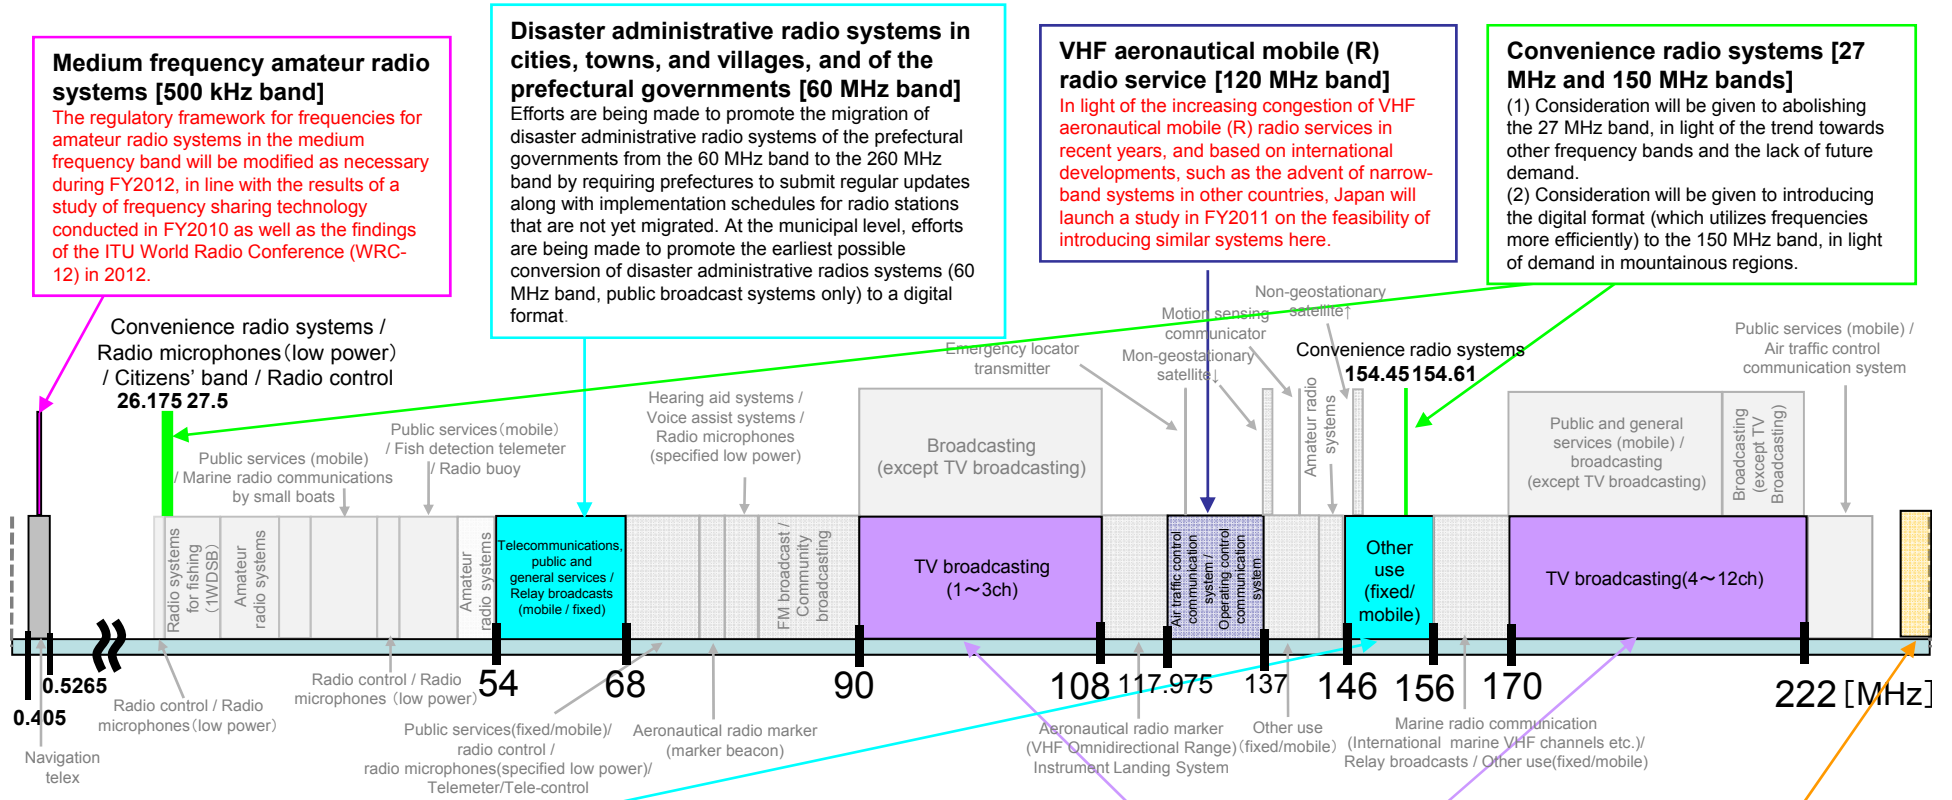 Medium frequency amateur radio
systems [500 kHz band]
The regulatory framework for frequencies for
amateur radio systems in the medium
frequency band will be modified as necessary
during FY2012, in line with the results of a
study of frequency sharing technology
conducted in FY2010 as well as the findings
of the ITU World Radio Conference (WRC-
12) in 2012.
Disaster administrative radio systems in
cities, towns, and villages, and of the
prefectural governments [60 MHz band]
Efforts are being made to promote the migration of
disaster administrative radio systems of the prefectural
governments from the 60 MHz band to the 260 MHz
band by requiring prefectures to submit regular updates
along with implementation schedules for radio stations
that are not yet migrated. At the municipal level, efforts
are being made to promote the earliest possible
conversion of disaster administrative radios systems (60
MHz band, public broadcast systems only) to a digital
format.
VHF aeronautical mobile (R)
radio service [120 MHz band]
In light of the increasing congestion of VHF
aeronautical mobile (R) radio services in
recent years, and based on international
developments, such as the advent of narrow-
band systems in other countries, Japan will
launch a study in FY2011 on the feasibility of
introducing similar systems here.
Convenience radio systems [27
MHz and 150 MHz bands]
(1) Consideration will be given to abolishing
the 27 MHz band, in light of the trend towards
other frequency bands and the lack of future
demand.
(2) Consideration will be given to introducing
the digital format (which utilizes frequencies
more efficiently) to the 150 MHz band, in light
of demand in mountainous regions.
Convenience radio systems /
Radio microphones(low power)
/ Citizens' band / Radio control
26.175 27.5
Public services (mobile)
/ Marine radio communications
by small boats
Public services(mobile)
/ Fish detection telemeter
/ Radio buoy
Hearing aid systems /
Voice assist systems /
Radio microphones
(specified low power)
Broadcasting
(except TV broadcasting)
Emergency locator
transmitter
Motion sensing
communicator
Mon-geostationary
satellite↓
Non-geostationary
satellite↑
Amateur radio
systems
Convenience radio systems
154.45 154.61
Public and general
services (mobile) /
broadcasting
(except TV broadcasting)
Broadcasting
(except TV
Broadcasting)
Public services (mobile) /
Air traffic control
communication system
Radio systems
for fishing
(1WDSB)
Amateur
radio systems
Amateur
radio systems
Telecommunications,
public and
general services /
Relay broadcasts
(mobile / fixed)
FM broadcast /
Community
broadcasting
TV broadcasting
(1~3ch)
Air traffic control
communication
system /
Operating control
communication
system
Other
use
(fixed/
mobile)
TV broadcasting(4~12ch)
0.405
0.5265
54
68
90
108
117.975
137
146
156
170
222 [MHz]
Navigation
telex
Radio control / Radio
microphones(low power)
Radio control / Radio
microphones (low power)
Public services(fixed/mobile)/
radio control /
radio microphones(specified low power)/
Telemeter/Tele-control
Aeronautical radio marker
(marker beacon)
Aeronautical radio marker
(VHF Omnidirectional Range)
Instrument Landing System
Other use
(fixed/mobile)
Marine radio communication
(International marine VHF channels etc.)/
Relay broadcasts / Other use(fixed/mobile)